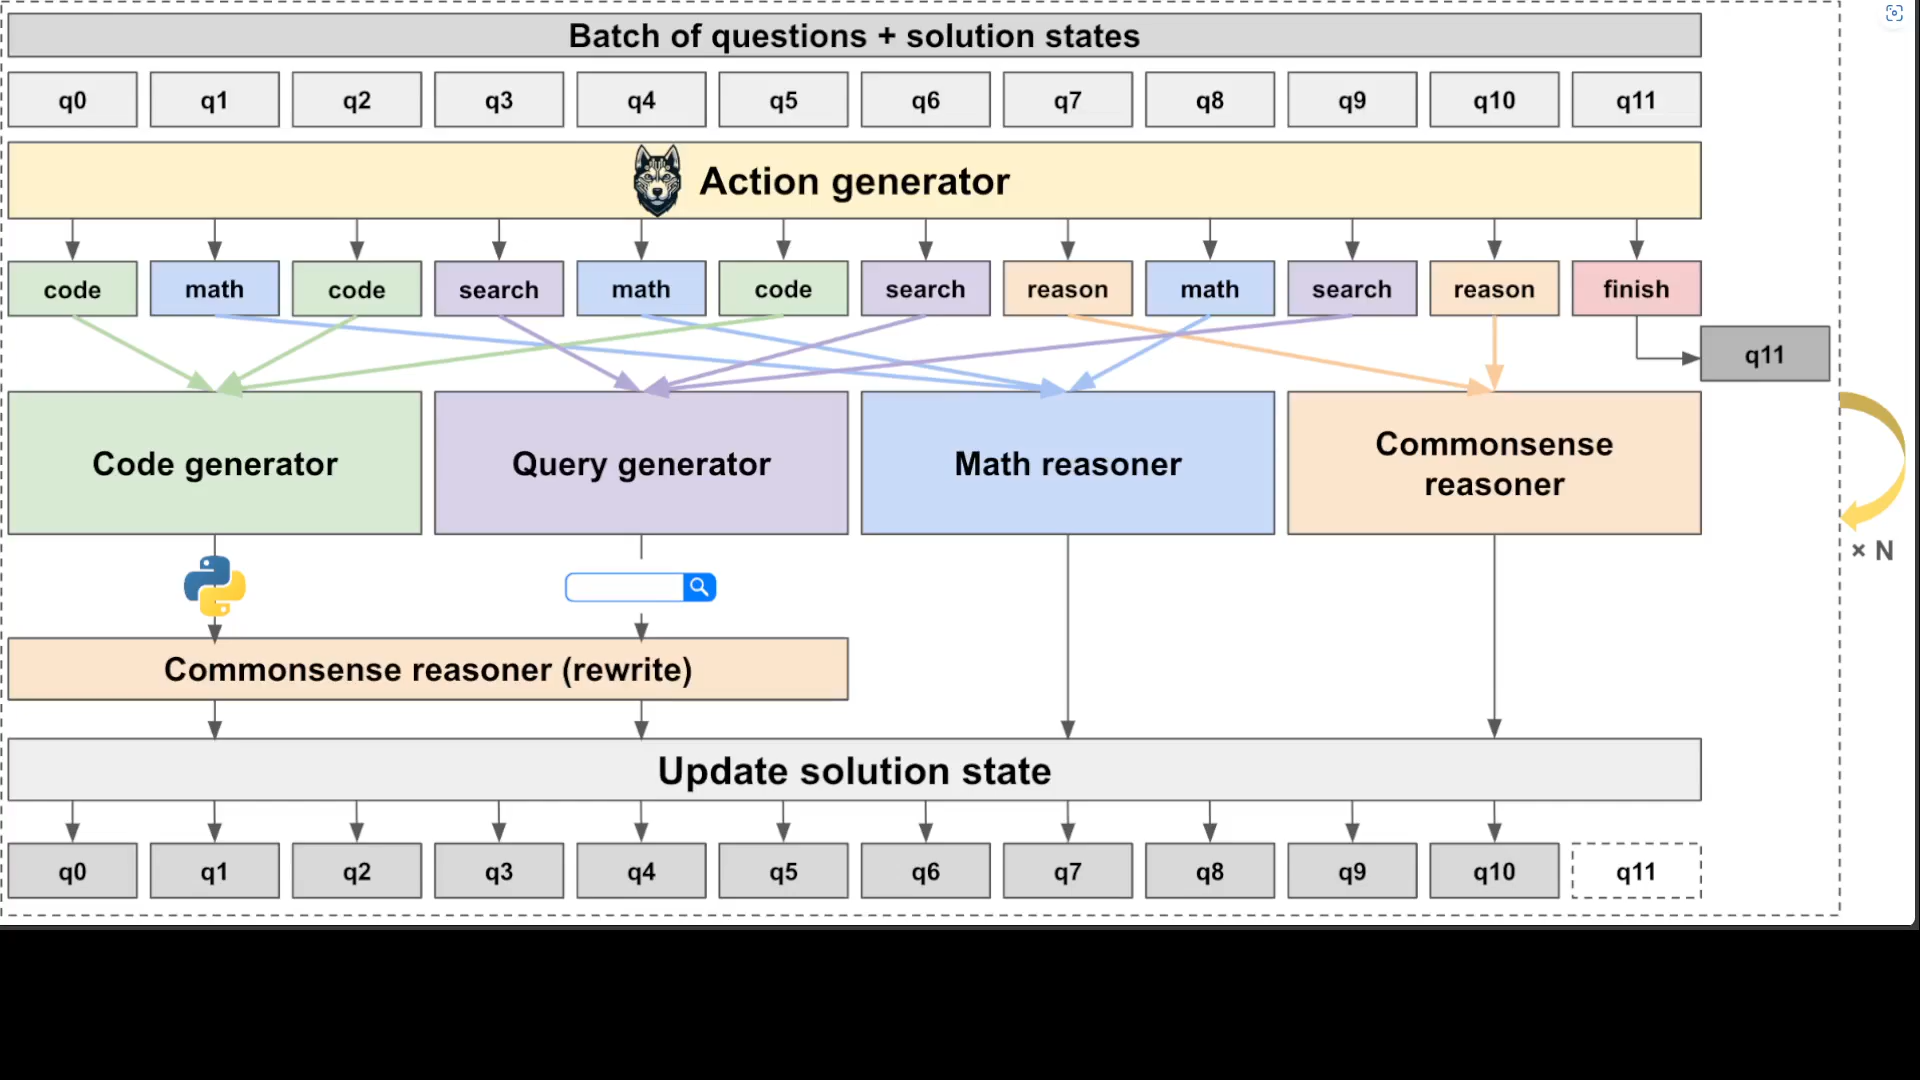 Batch of questions + solution states
q0 q1 q2 q3 q4 q5 q6 q7 q8 q9 q10 q11
Action generator
code math code search math code search reason math search reason finish
q11
Code generator
Query generator
Math reasoner
Commonsense
reasoner
× N
Commonsense reasoner (rewrite)
Update solution state
q0 q1 q2 q3 q4 q5 q6 q7 q8 q9 q10 q11